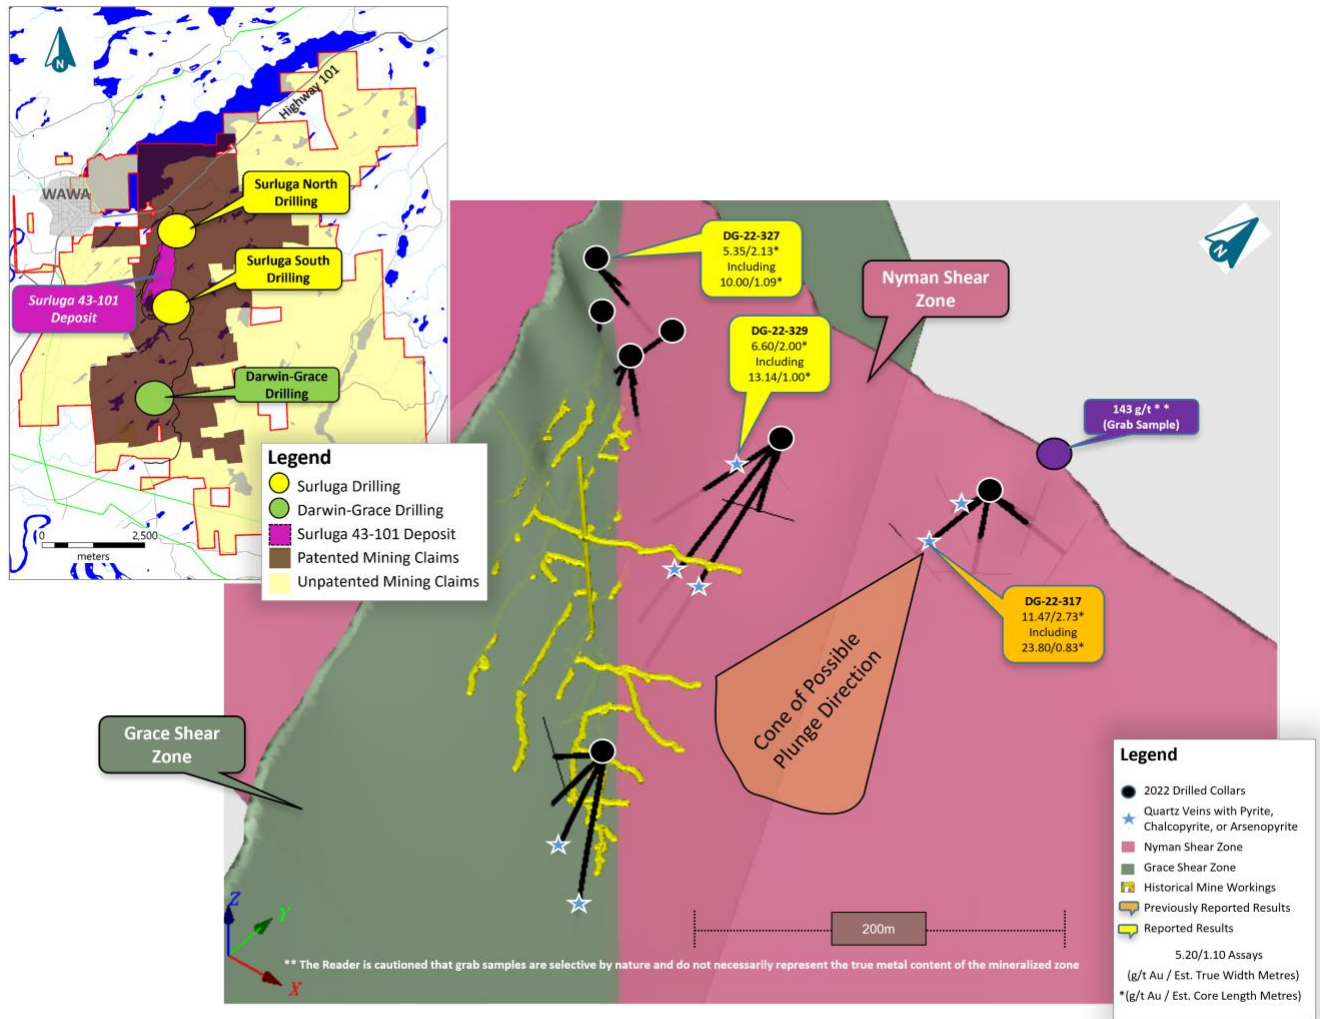 N
Highway 101
WAWA
Surluga North
Drilling
Surluga South
Drilling
Surluga 43-101
Deposit
Darwin-Grace
Drilling
Legend
Surluga Drilling
Darwin-Grace Drilling
Surluga 43-101 Deposit
Patented Mining Claims
Unpatented Mining Claims
0 2,500
meters
N
DG-22-327
5.35/2.13*
Including
10.00/1.09*
Nyman Shear
Zone
DG-22-329
6.60/2.00*
Including
13.14/1.00*
143 g/t * *
(Grab Sample)
DG-22-317
11.47/2.73*
Including
23.80/0.83*
Cone of Possible
Plunge Direction
Grace Shear
Zone
Z
Y
X
200m
** The Reader is cautioned that grab samples are selective by nature and do not necessarily represent the true metal content of the mineralized zone
Legend
2022 Drilled Collars
Quartz Veins with Pyrite,
Chalcopyrite, or Arsenopyrite
Nyman Shear Zone
Grace Shear Zone
Historical Mine Workings
Previously Reported Results
Reported Results
5.20/1.10 Assays
(g/t Au / Est. True Width Metres)
*(g/t Au / Est. Core Length Metres)